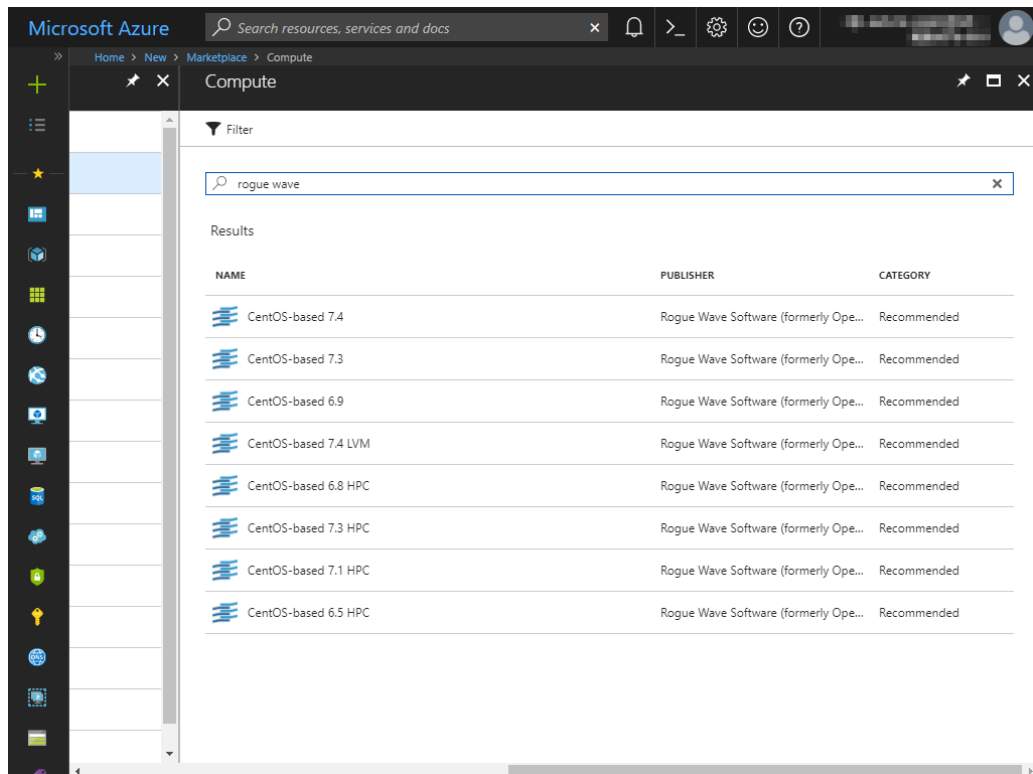 Microsoft Azure
Search resources, services and docs
Home > New > Marketplace > Compute
Compute
Filter
rogue wave
Results
NAME PUBLISHER CATEGORY
CentOS-based 7.4 Rogue Wave Software (formerly Ope... Recommended
CentOS-based 7.3 Rogue Wave Software (formerly Ope... Recommended
CentOS-based 6.9 Rogue Wave Software (formerly Ope... Recommended
CentOS-based 7.4 LVM Rogue Wave Software (formerly Ope... Recommended
CentOS-based 6.8 HPC Rogue Wave Software (formerly Ope... Recommended
CentOS-based 7.3 HPC Rogue Wave Software (formerly Ope... Recommended
CentOS-based 7.1 HPC Rogue Wave Software (formerly Ope... Recommended
CentOS-based 6.5 HPC Rogue Wave Software (formerly Ope... Recommended
SQL
DNS